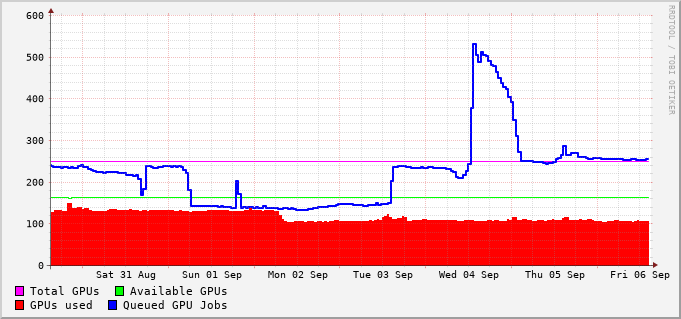 600
500
400
300
200
100
0
Sat 31 Aug Sun 01 Sep Mon 02 Sep Tue 03 Sep Wed 04 Sep Thu 05 Sep Fri 06 Sep
Total GPUs Available GPUs
GPUs used Queued GPU Jobs
RRDTOOL / TOBI OETIKER